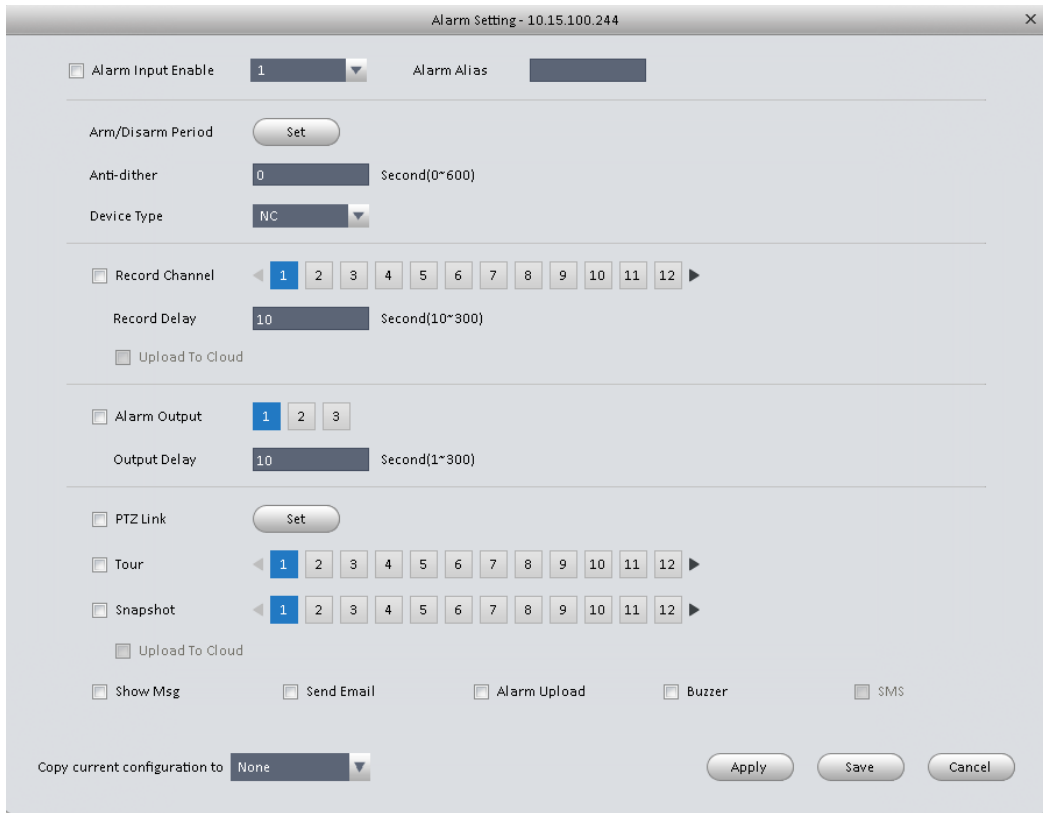 Alarm Setting - 10.15.100.244
Alarm Input Enable 1 Alarm Alias
Arm/Disarm Period Set
Anti-dither 0 Second(0~600)
Device Type NC
Record Channel 1 2 3 4 5 6 7 8 9 10 11 12
Record Delay 10 Second(10~300)
Upload To Cloud
Alarm Output 1 2 3
Output Delay 10 Second(1~300)
PTZ Link Set
Tour 1 2 3 4 5 6 7 8 9 10 11 12
Snapshot 1 2 3 4 5 6 7 8 9 10 11 12
Upload To Cloud
Show Msg Send Email Alarm Upload Buzzer SMS
Copy current configuration to None Apply Save Cancel